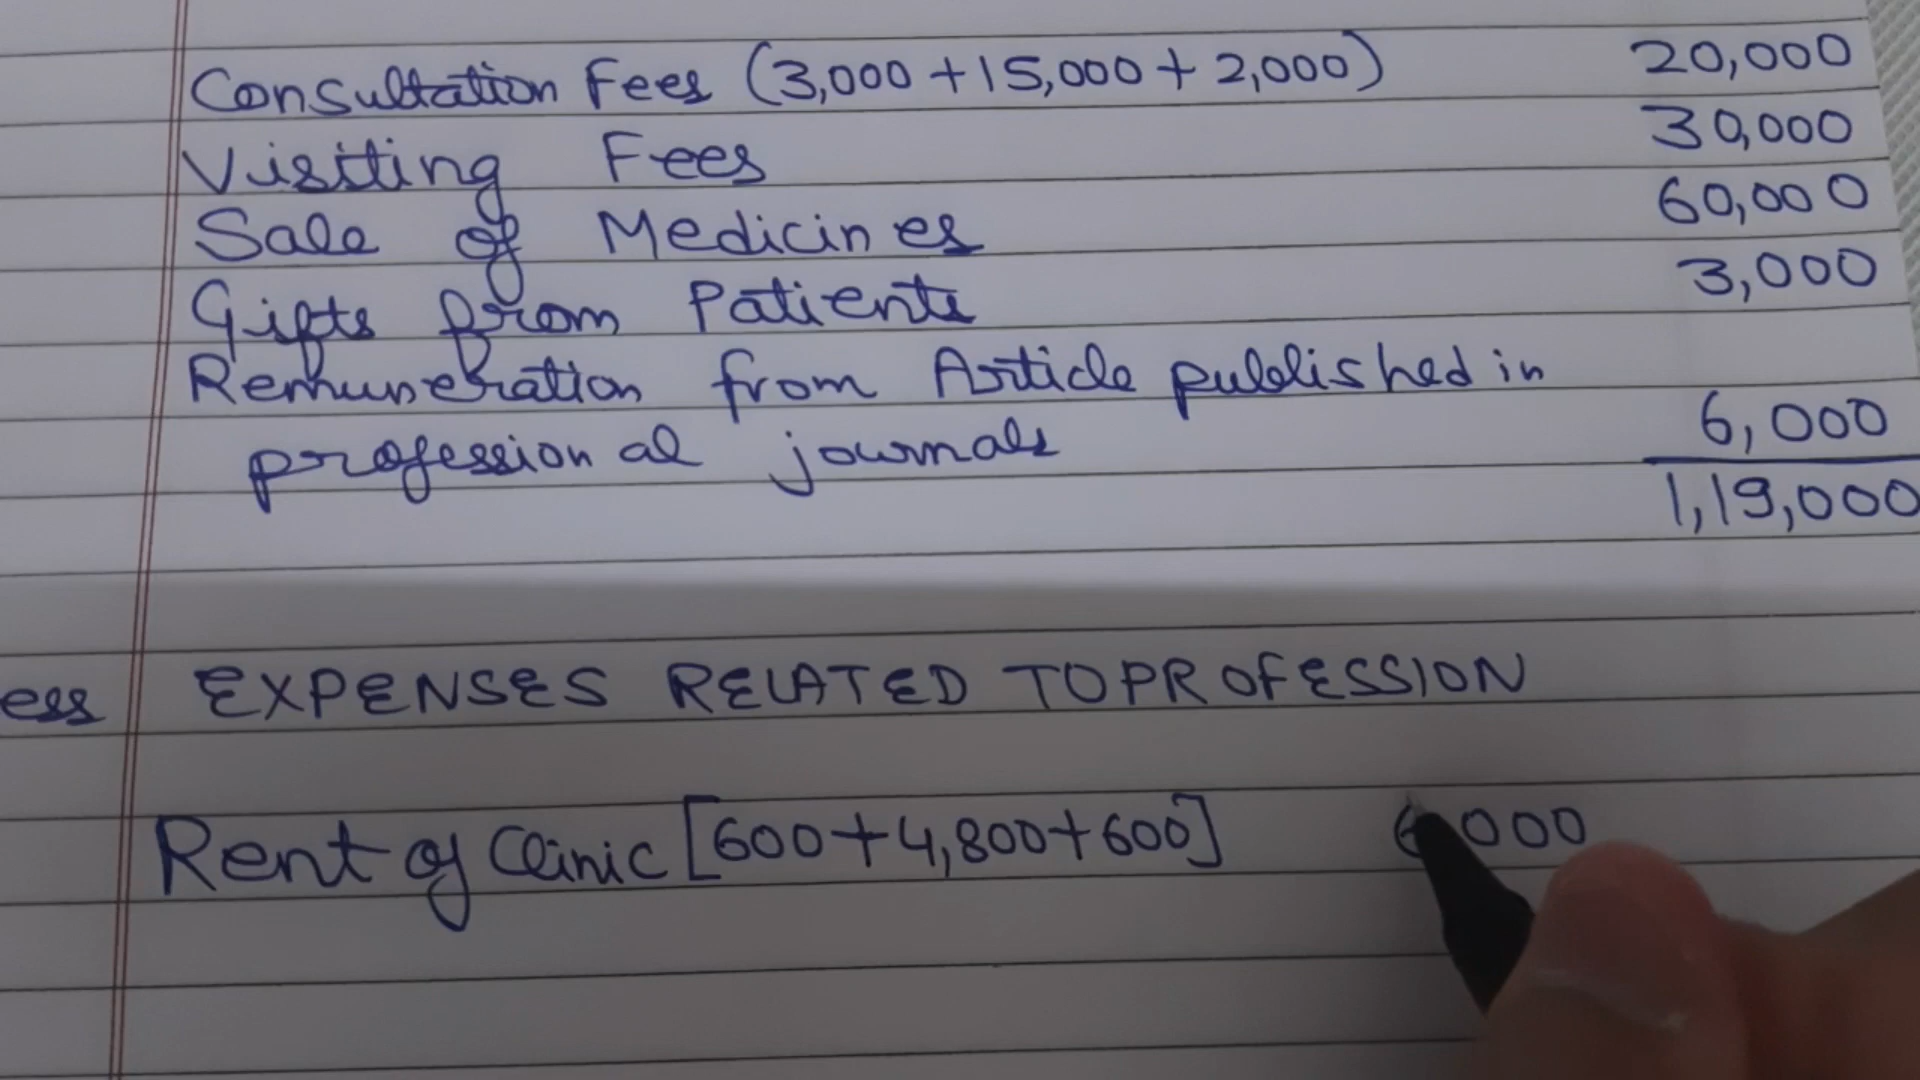 Consultation Fees (3,000 + 15,000 + 2,000) 20,000
Visiting Fees 30,000
Sale of Medicines 60,000
Gifts from Patients 3,000
Remuneration from Article published in
professional journals 6,000
1,19,000
ess EXPENSES RELATED TO PROFESSION
Rent of Clinic [600+4,800+600] 6,000